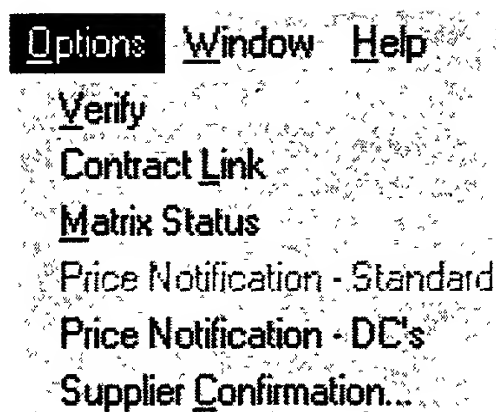 Options Window Help
Verify
Contract Link
Matrix Status
Price Notification - Standard
Price Notification - DC's
Supplier Confirmation...